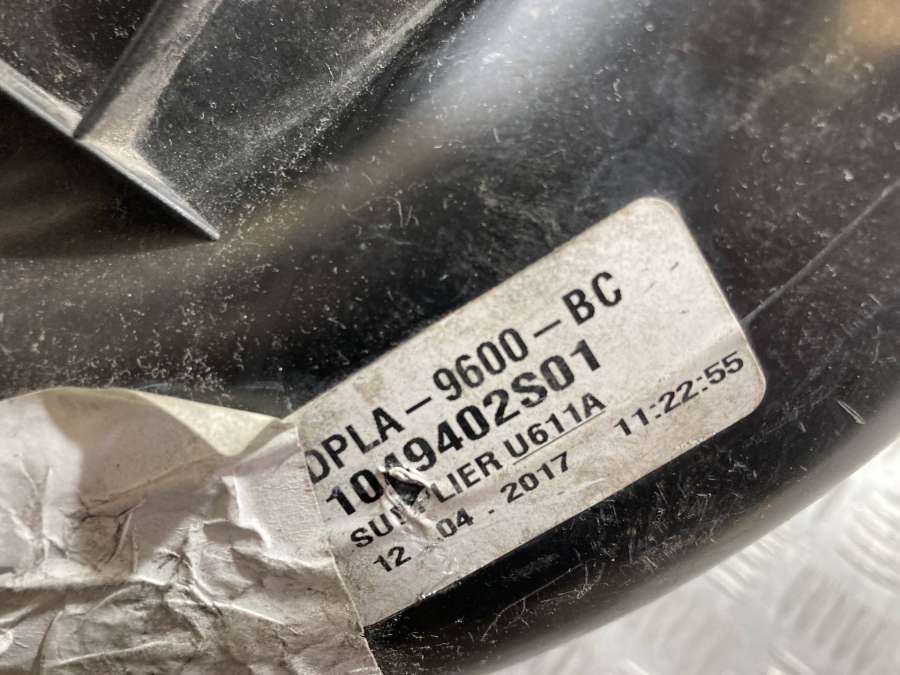 DPLA-9600-BC
1049402S01
SUPPLIER U611A
12.04.2017 11:22:55